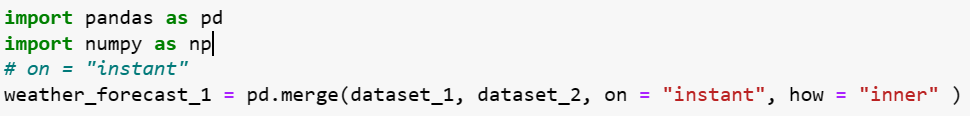 import pandas as pd
import numpy as np
# on = "instant"
weather_forecast_1 = pd.merge(dataset_1, dataset_2, on = "instant", how = "inner" )